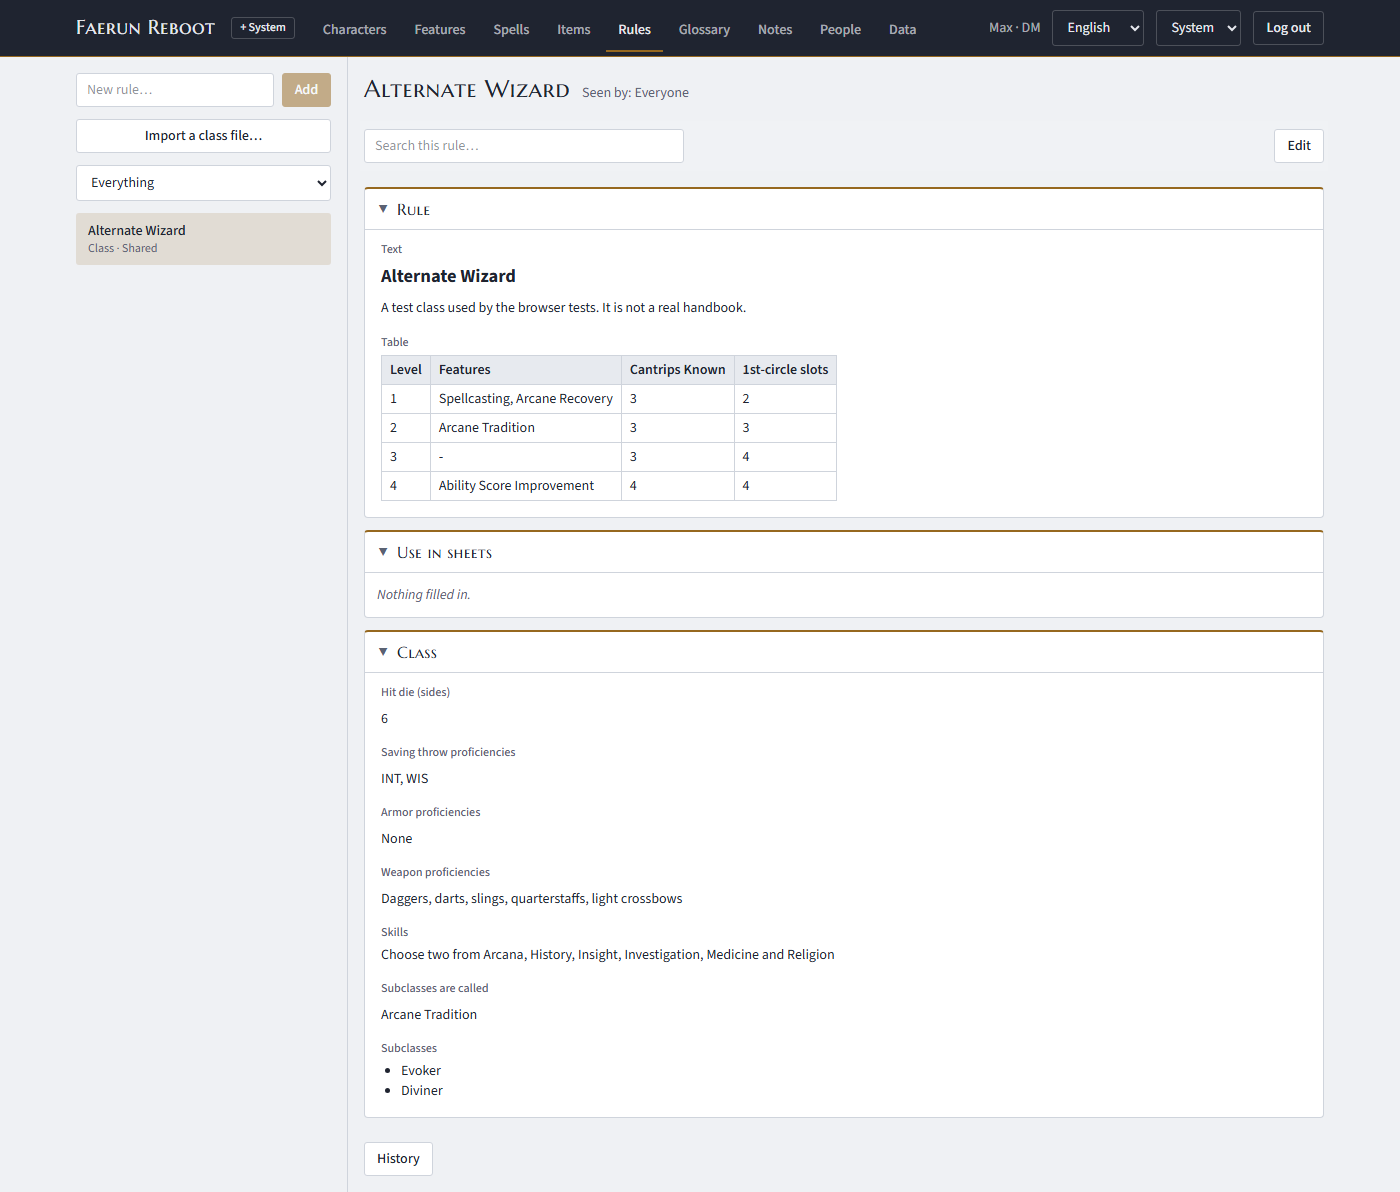 Faerun Reboot
+ System
Characters
Features
Spells
Items
Rules
Glossary
Notes
People
Data
Max · DM
English
System
Log out
New rule…
Add
Import a class file…
Everything
Alternate Wizard
Class · Shared
Alternate Wizard
Seen by: Everyone
Search this rule…
Edit
Rule
Text
Alternate Wizard
A test class used by the browser tests. It is not a real handbook.
Table
Level Features Cantrips Known 1st-circle slots
1 Spellcasting, Arcane Recovery 3 2
2 Arcane Tradition 3 3
3 - 3 4
4 Ability Score Improvement 4 4
Use in sheets
Nothing filled in.
Class
Hit die (sides)
6
Saving throw proficiencies
INT, WIS
Armor proficiencies
None
Weapon proficiencies
Daggers, darts, slings, quarterstaffs, light crossbows
Skills
Choose two from Arcana, History, Insight, Investigation, Medicine and Religion
Subclasses are called
Arcane Tradition
Subclasses
• Evoker
• Diviner
History